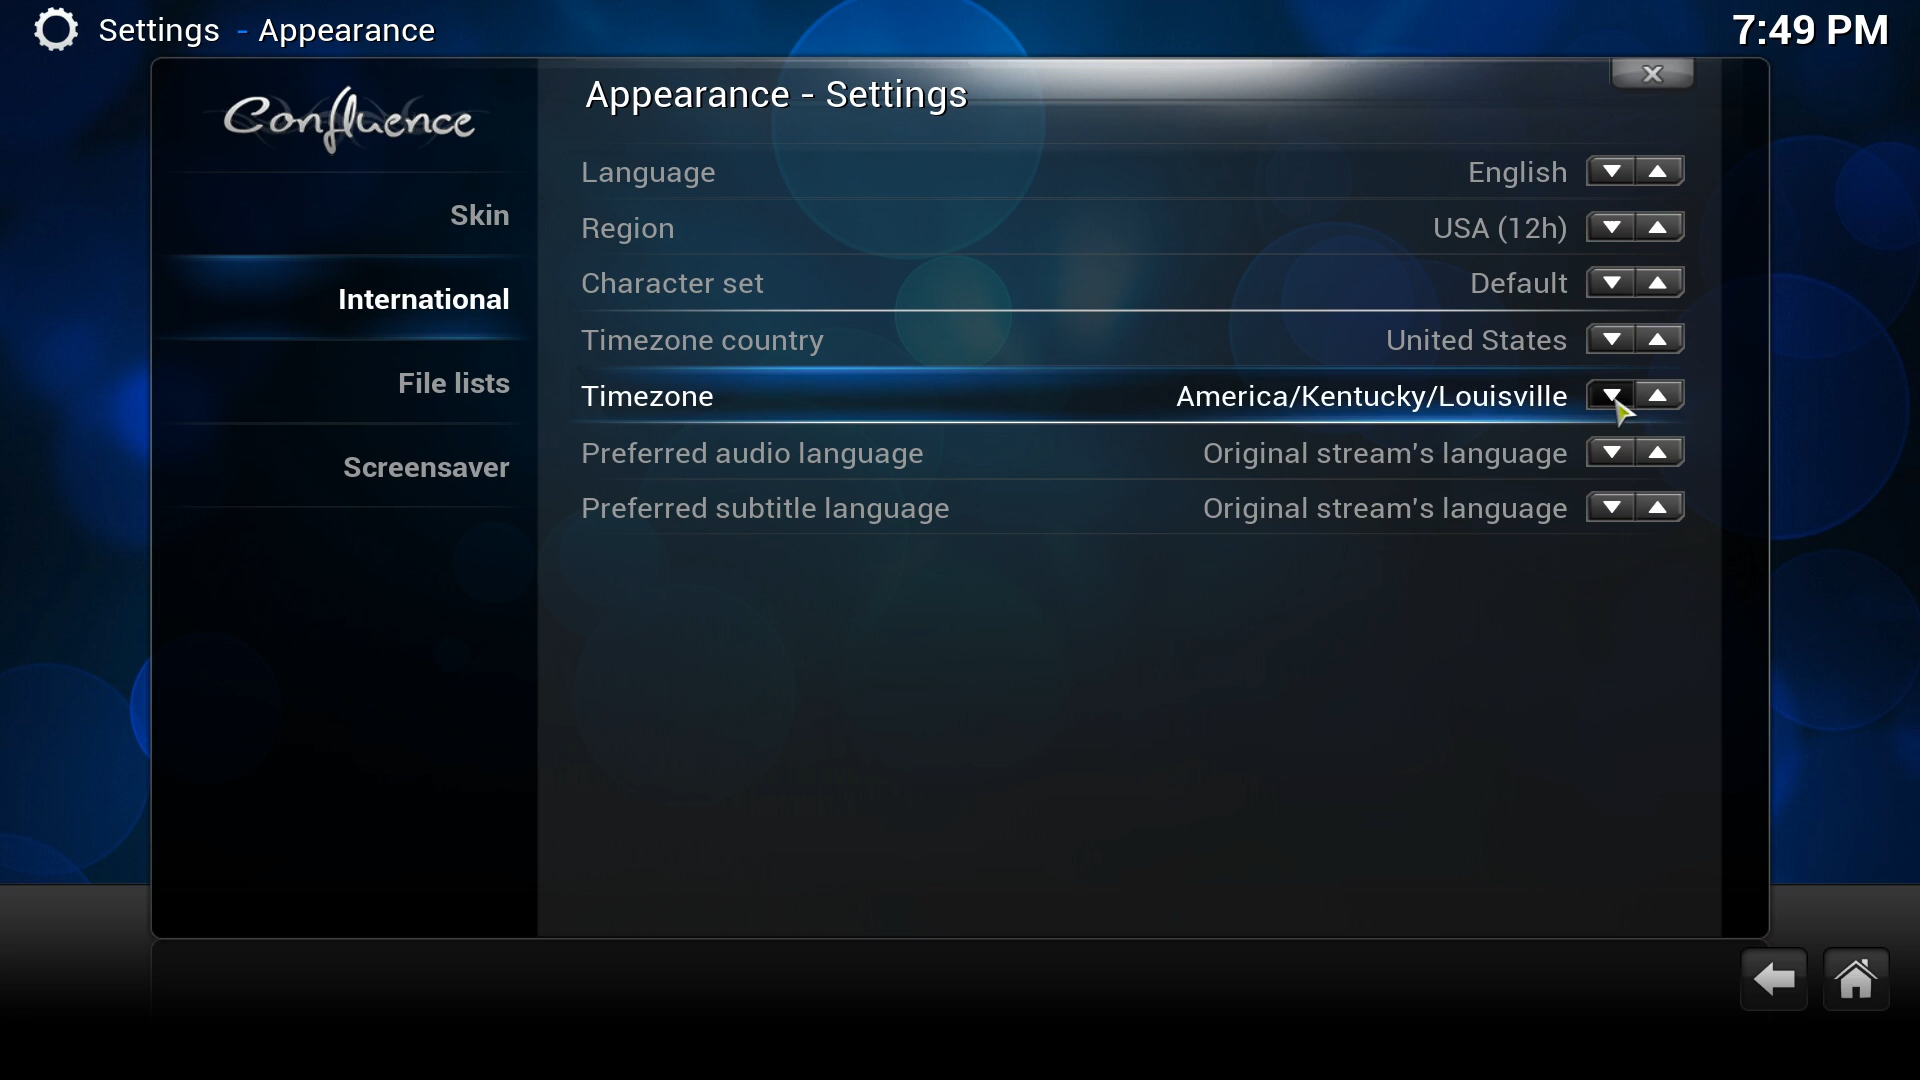 Settings - Appearance
7:49 PM
Confluence
Appearance - Settings
Skin
International
File lists
Screensaver
Language English
Region USA (12h)
Character set Default
Timezone country United States
Timezone America/Kentucky/Louisville
Preferred audio language Original stream's language
Preferred subtitle language Original stream's language